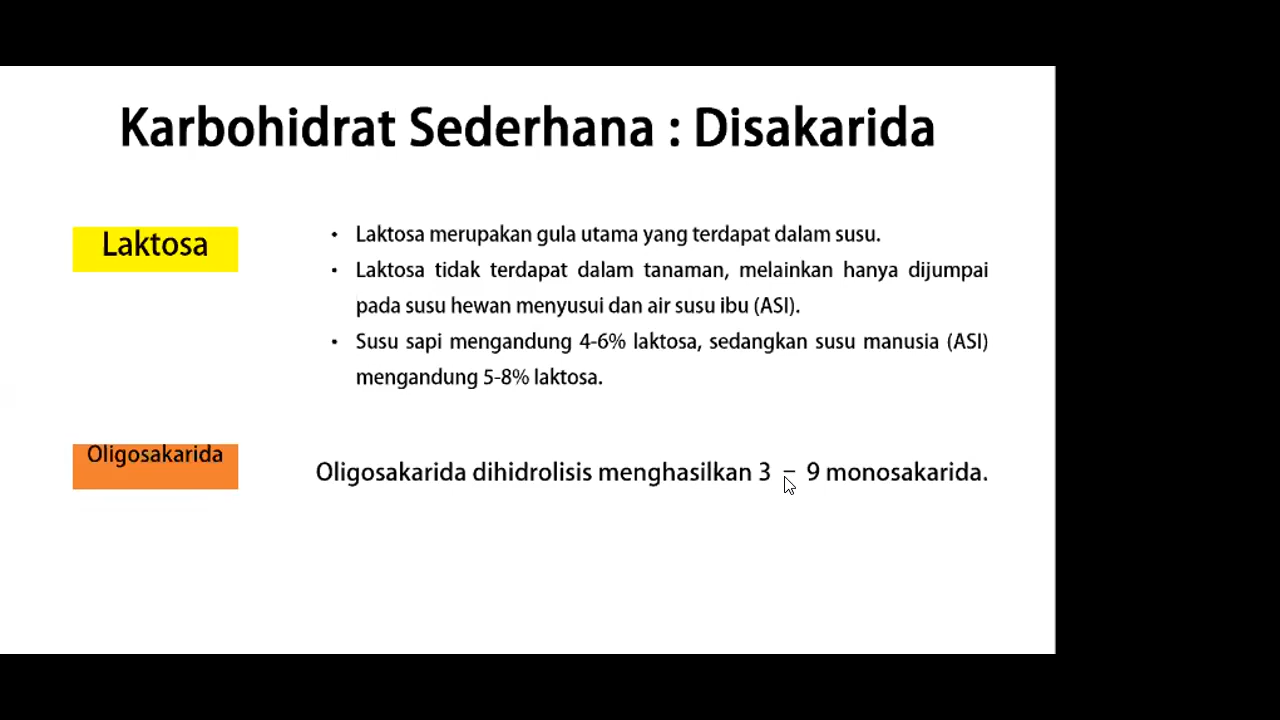 Karbohidrat Sederhana : Disakarida
Laktosa
• Laktosa merupakan gula utama yang terdapat dalam susu.
• Laktosa tidak terdapat dalam tanaman, melainkan hanya dijumpai
pada susu hewan menyusui dan air susu ibu (ASI).
• Susu sapi mengandung 4-6% laktosa, sedangkan susu manusia (ASI)
mengandung 5-8% laktosa.
Oligosakarida
Oligosakarida dihidrolisis menghasilkan 3 – 9 monosakarida.